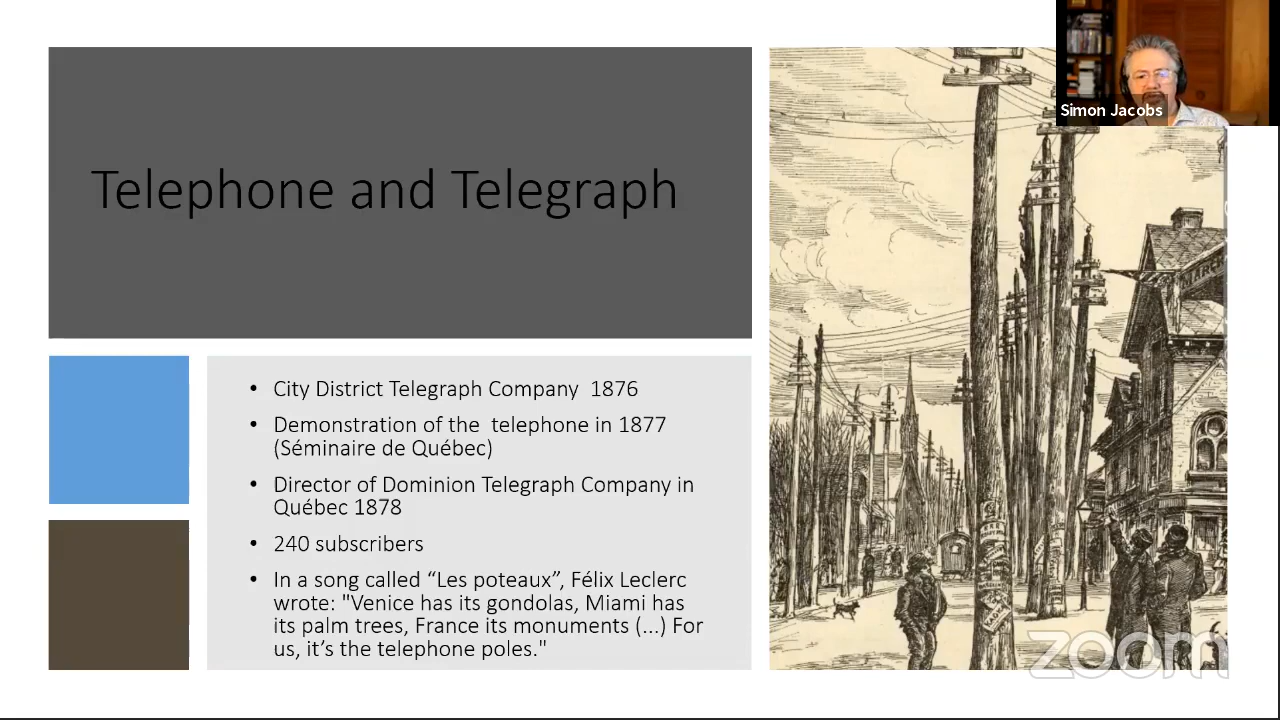 Simon Jacobs
Telephone and Telegraph
• City District Telegraph Company  1876
• Demonstration of the  telephone in 1877
(Séminaire de Québec)
• Director of Dominion Telegraph Company in
Québec 1878
• 240 subscribers
• In a song called “Les poteaux”, Félix Leclerc
wrote: "Venice has its gondolas, Miami has
its palm trees, France its monuments (...) For
us, it’s the telephone poles."
zoom